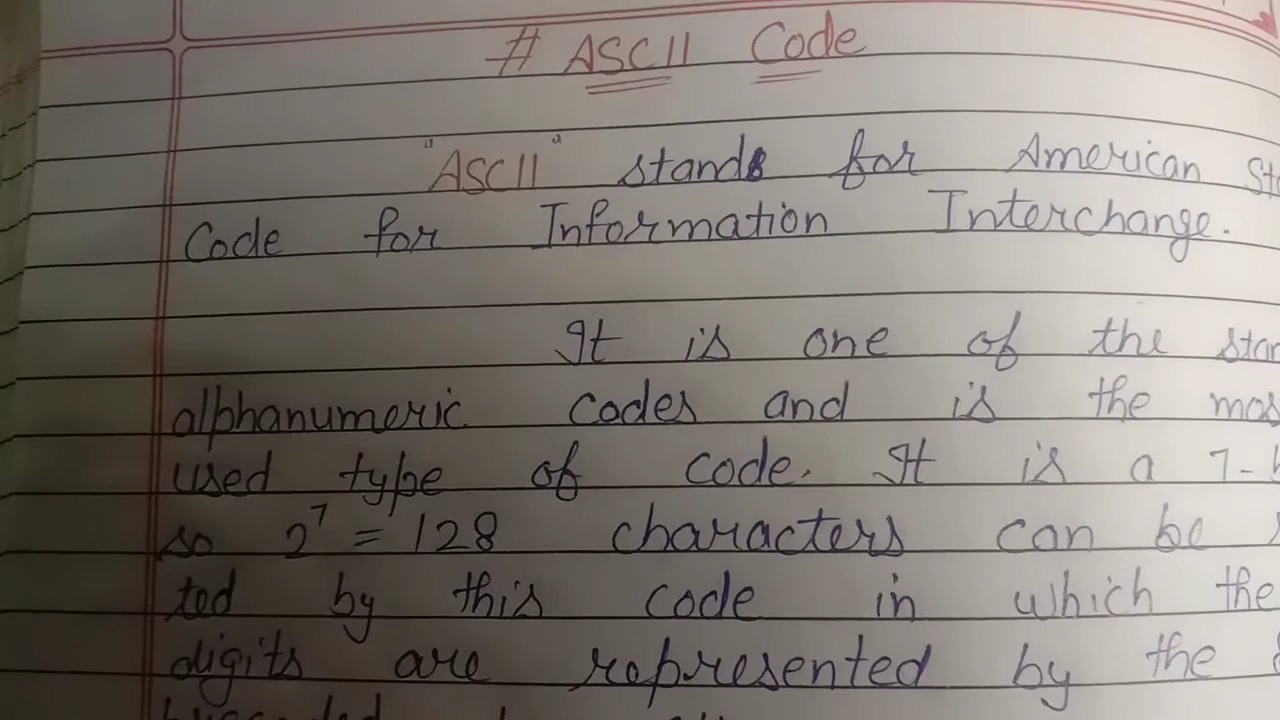 # ASCII Code
"ASCII" stands for American
Code for Information Interchange.
It is one of the
alphanumeric codes and is the
used type of code. It is a 7-
so 2⁷ = 128 characters can be
ted by this code in which the
digits are represented by the